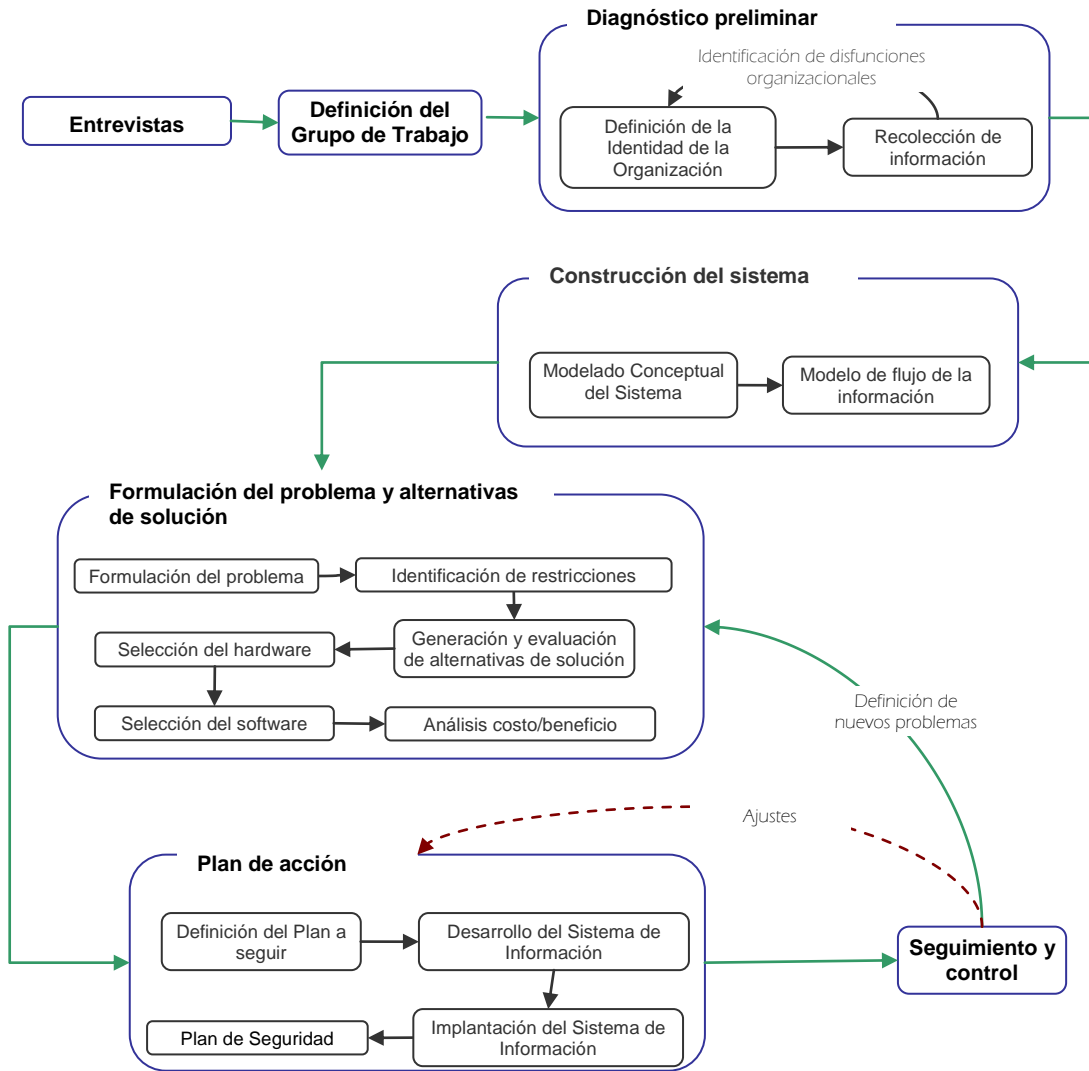 Diagnóstico preliminar
Identificación de disfunciones
organizacionales
Entrevistas
Definición del
Grupo de Trabajo
Definición de la
Identidad de la
Organización
Recolección de
información
Construcción del sistema
Modelado Conceptual
del Sistema
Modelo de flujo de la
información
Formulación del problema y alternativas
de solución
Formulación del problema
Identificación de restricciones
Selección del hardware
Generación y evaluación
de alternativas de solución
Selección del software
Análisis costo/beneficio
Definición de
nuevos problemas
Ajustes
Plan de acción
Definición del Plan a
seguir
Desarrollo del Sistema de
Información
Seguimiento y
control
Plan de Seguridad
Implantación del Sistema de
Información